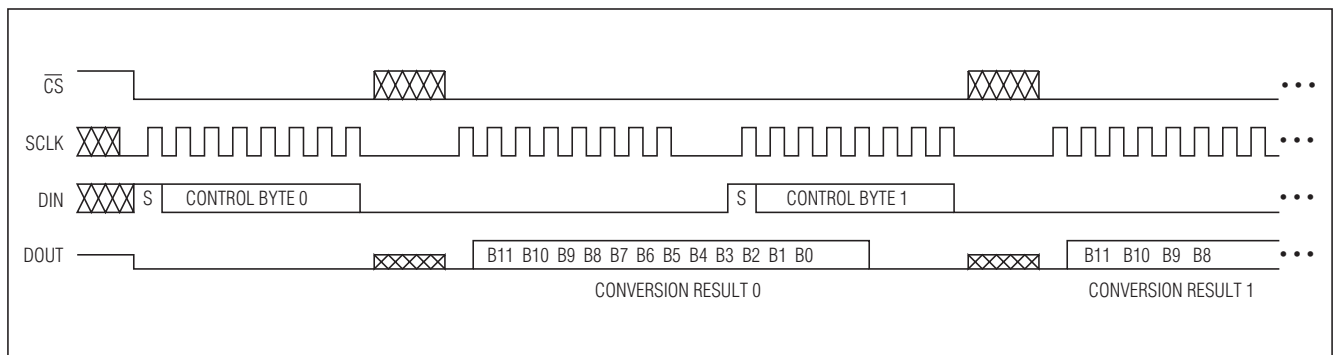 CS
SCLK
DIN S CONTROL BYTE 0 S CONTROL BYTE 1
DOUT B11 B10 B9 B8 B7 B6 B5 B4 B3 B2 B1 B0 B11 B10 B9 B8
CONVERSION RESULT 0 CONVERSION RESULT 1